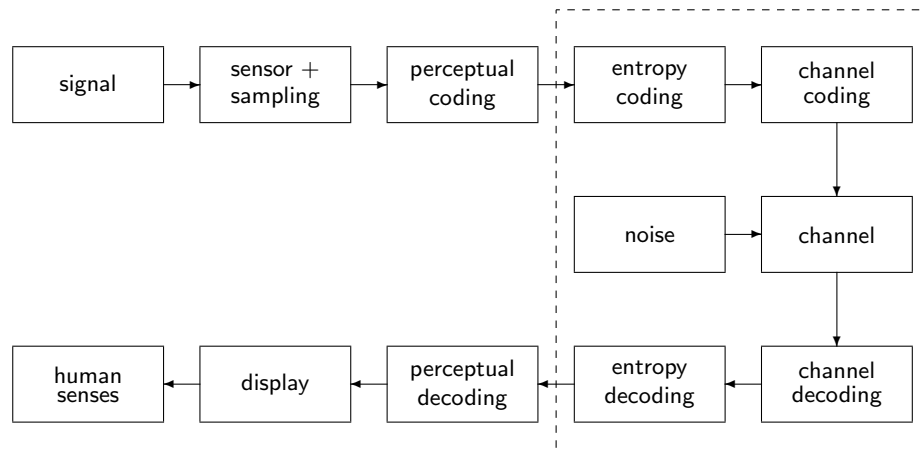 signal
sensor +
sampling
perceptual
coding
entropy
coding
channel
coding
noise
channel
human
senses
display
perceptual
decoding
entropy
decoding
channel
decoding